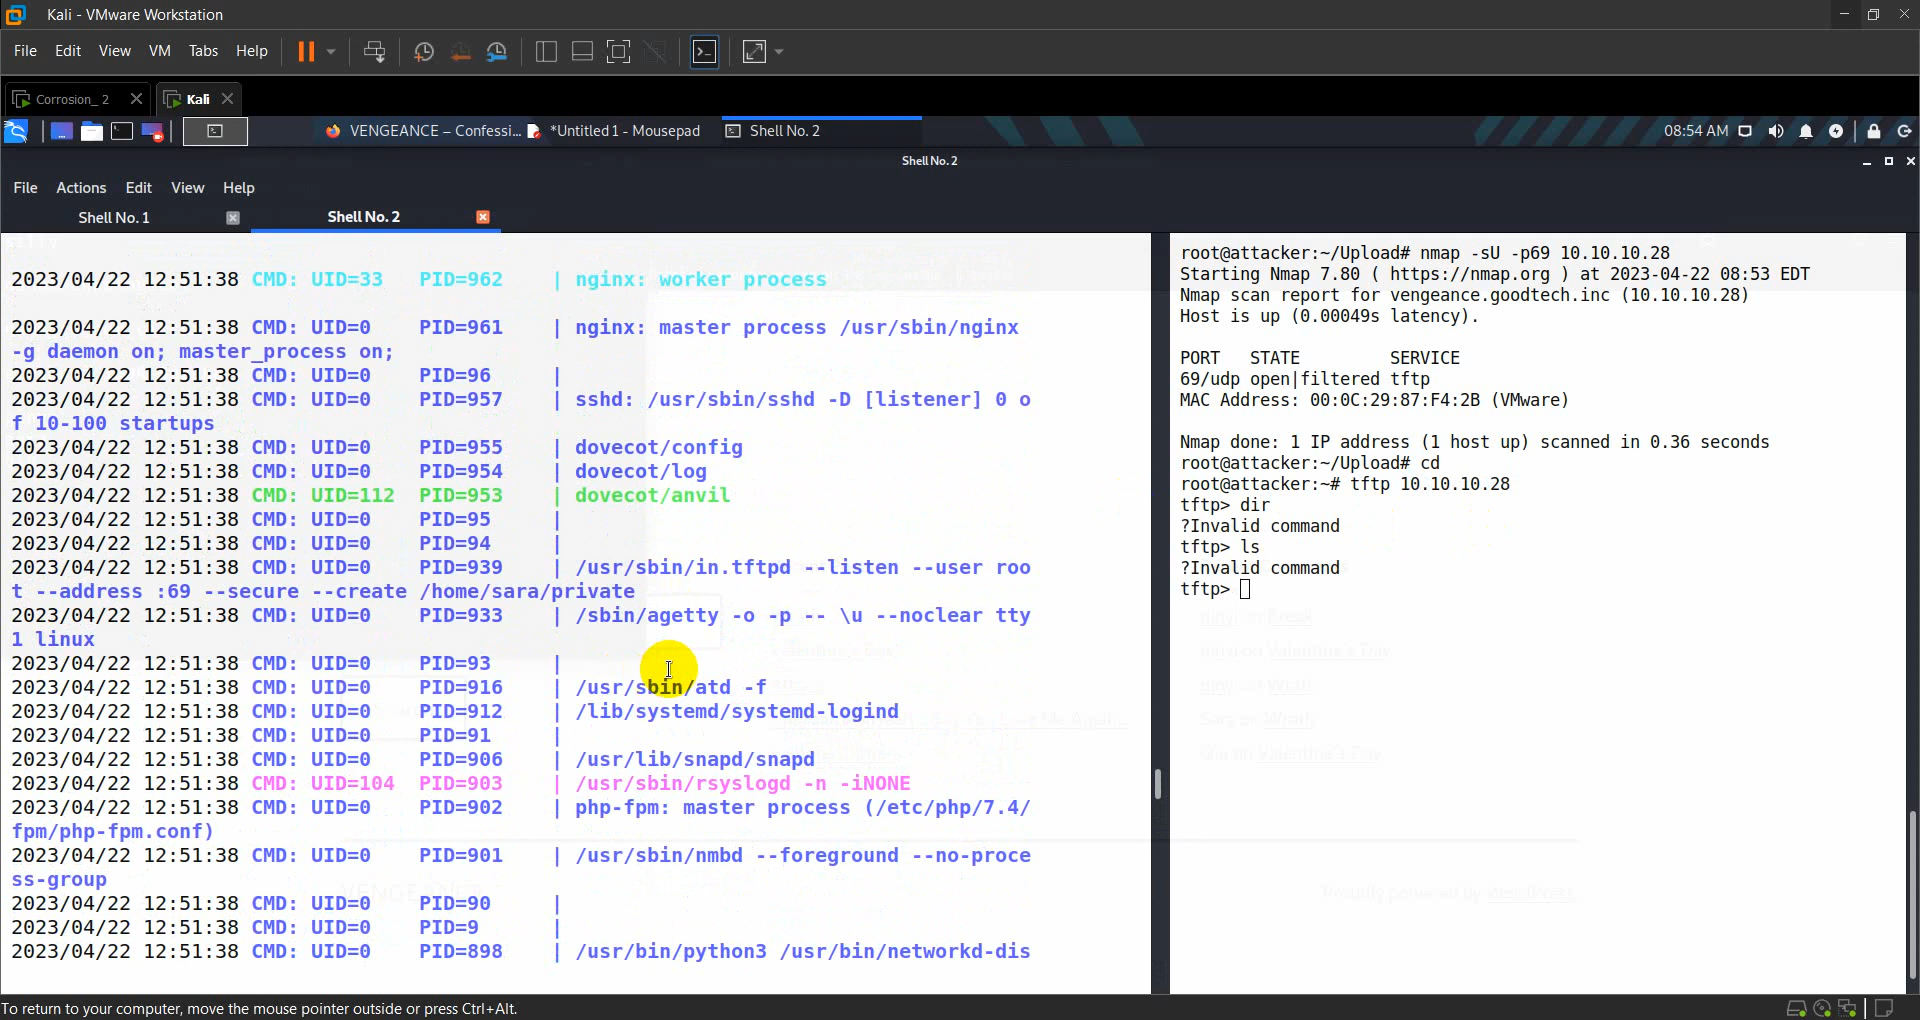 Kali - VMware Workstation
File Edit View VM Tabs Help
Corrosion_ 2 Kali
VENGEANCE – Confessi... *Untitled 1 - Mousepad Shell No. 2 08:54 AM
Shell No. 2
File Actions Edit View Help
Shell No. 1 Shell No. 2
2023/04/22 12:51:38 CMD: UID=33 PID=962 | nginx: worker process
2023/04/22 12:51:38 CMD: UID=0 PID=961 | nginx: master process /usr/sbin/nginx
-g daemon on; master_process on;
2023/04/22 12:51:38 CMD: UID=0 PID=96 |
2023/04/22 12:51:38 CMD: UID=0 PID=957 | sshd: /usr/sbin/sshd -D [listener] 0 o
f 10-100 startups
2023/04/22 12:51:38 CMD: UID=0 PID=955 | dovecot/config
2023/04/22 12:51:38 CMD: UID=0 PID=954 | dovecot/log
2023/04/22 12:51:38 CMD: UID=112 PID=953 | dovecot/anvil
2023/04/22 12:51:38 CMD: UID=0 PID=95 |
2023/04/22 12:51:38 CMD: UID=0 PID=94 |
2023/04/22 12:51:38 CMD: UID=0 PID=939 | /usr/sbin/in.tftpd --listen --user roo
t --address :69 --secure --create /home/sara/private
2023/04/22 12:51:38 CMD: UID=0 PID=933 | /sbin/agetty -o -p -- \u --noclear tty
1 linux
2023/04/22 12:51:38 CMD: UID=0 PID=93 |
2023/04/22 12:51:38 CMD: UID=0 PID=916 | /usr/sbin/atd -f
2023/04/22 12:51:38 CMD: UID=0 PID=912 | /lib/systemd/systemd-logind
2023/04/22 12:51:38 CMD: UID=0 PID=91 |
2023/04/22 12:51:38 CMD: UID=0 PID=906 | /usr/lib/snapd/snapd
2023/04/22 12:51:38 CMD: UID=104 PID=903 | /usr/sbin/rsyslogd -n -iNONE
2023/04/22 12:51:38 CMD: UID=0 PID=902 | php-fpm: master process (/etc/php/7.4/
fpm/php-fpm.conf)
2023/04/22 12:51:38 CMD: UID=0 PID=901 | /usr/sbin/nmbd --foreground --no-proce
ss-group
2023/04/22 12:51:38 CMD: UID=0 PID=90 |
2023/04/22 12:51:38 CMD: UID=0 PID=9 |
2023/04/22 12:51:38 CMD: UID=0 PID=898 | /usr/bin/python3 /usr/bin/networkd-dis
root@attacker:~/Upload# nmap -sU -p69 10.10.10.28
Starting Nmap 7.80 ( https://nmap.org ) at 2023-04-22 08:53 EDT
Nmap scan report for vengeance.goodtech.inc (10.10.10.28)
Host is up (0.00049s latency).
PORT STATE SERVICE
69/udp open|filtered tftp
MAC Address: 00:0C:29:87:F4:2B (VMware)
Nmap done: 1 IP address (1 host up) scanned in 0.36 seconds
root@attacker:~/Upload# cd
root@attacker:~# tftp 10.10.10.28
tftp> dir
?Invalid command
tftp> ls
?Invalid command
tftp>
VENGEANCE
Proudly powered by WordPress
To return to your computer, move the mouse pointer outside or press Ctrl+Alt.